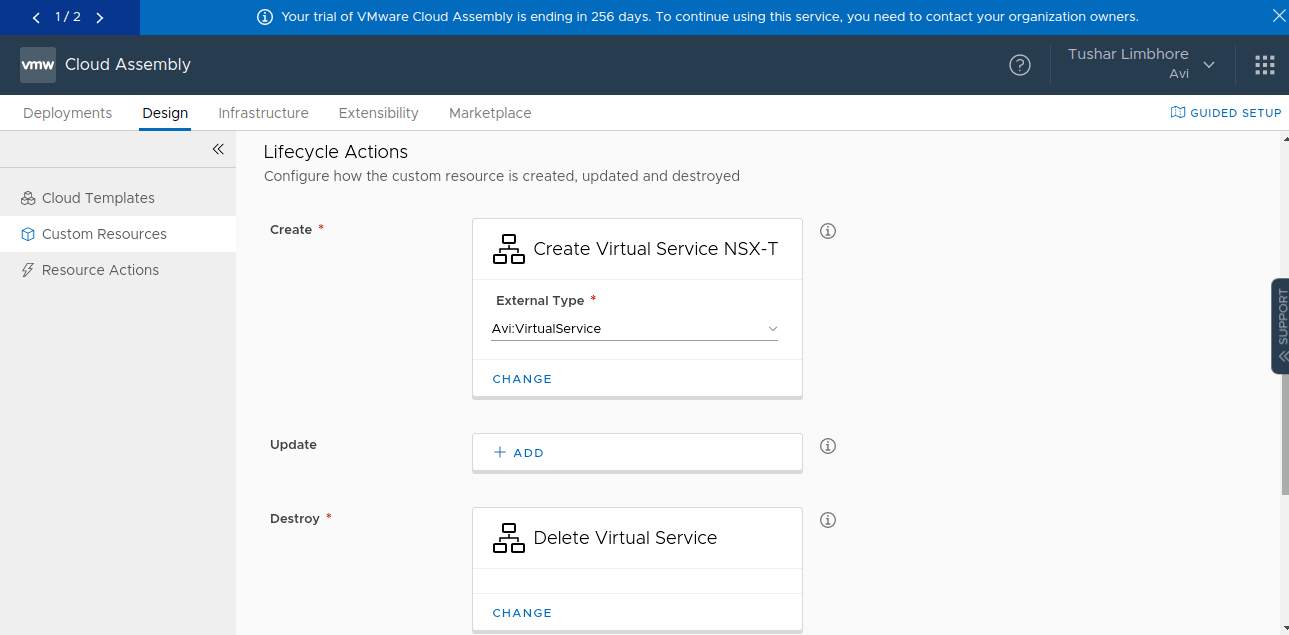 1 / 2
Your trial of VMware Cloud Assembly is ending in 256 days. To continue using this service, you need to contact your organization owners.
vmw
Cloud Assembly
Tushar Limbhore
Avi
Deployments
Design
Infrastructure
Extensibility
Marketplace
GUIDED SETUP
Cloud Templates
Custom Resources
Resource Actions
Lifecycle Actions
Configure how the custom resource is created, updated and destroyed
Create *
Create Virtual Service NSX-T
External Type *
Avi:VirtualService
CHANGE
Update
+ ADD
Destroy *
Delete Virtual Service
CHANGE
SUPPORT